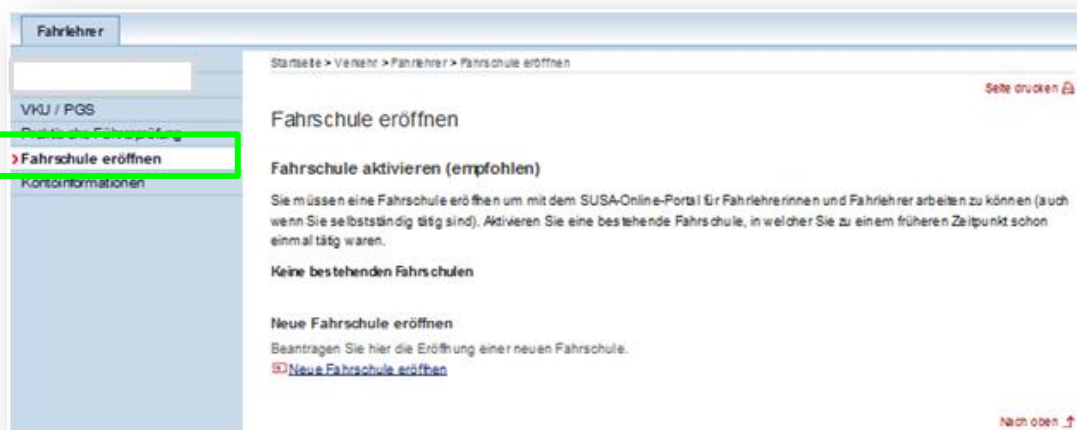 Fahrlehrer
Startseite > Verkehr > Fahrlehrer > Fahrschule eröffnen
Seite drucken
VKU / PGS
Praktische Führerprüfung
Fahrschule eröffnen
Kontoinformationen
Fahrschule eröffnen
Fahrschule aktivieren (empfohlen)
Sie müssen eine Fahrschule eröffnen um mit dem SUSA-Online-Portal für Fahrlehrerinnen und Fahrlehrer arbeiten zu können (auch
wenn Sie selbstständig tätig sind). Aktivieren Sie eine bestehende Fahrschule, in welcher Sie zu einem früheren Zeitpunkt schon
einmal tätig waren.
Keine bestehenden Fahrschulen
Neue Fahrschule eröffnen
Beantragen Sie hier die Eröffnung einer neuen Fahrschule.
Neue Fahrschule eröffnen
Nach oben